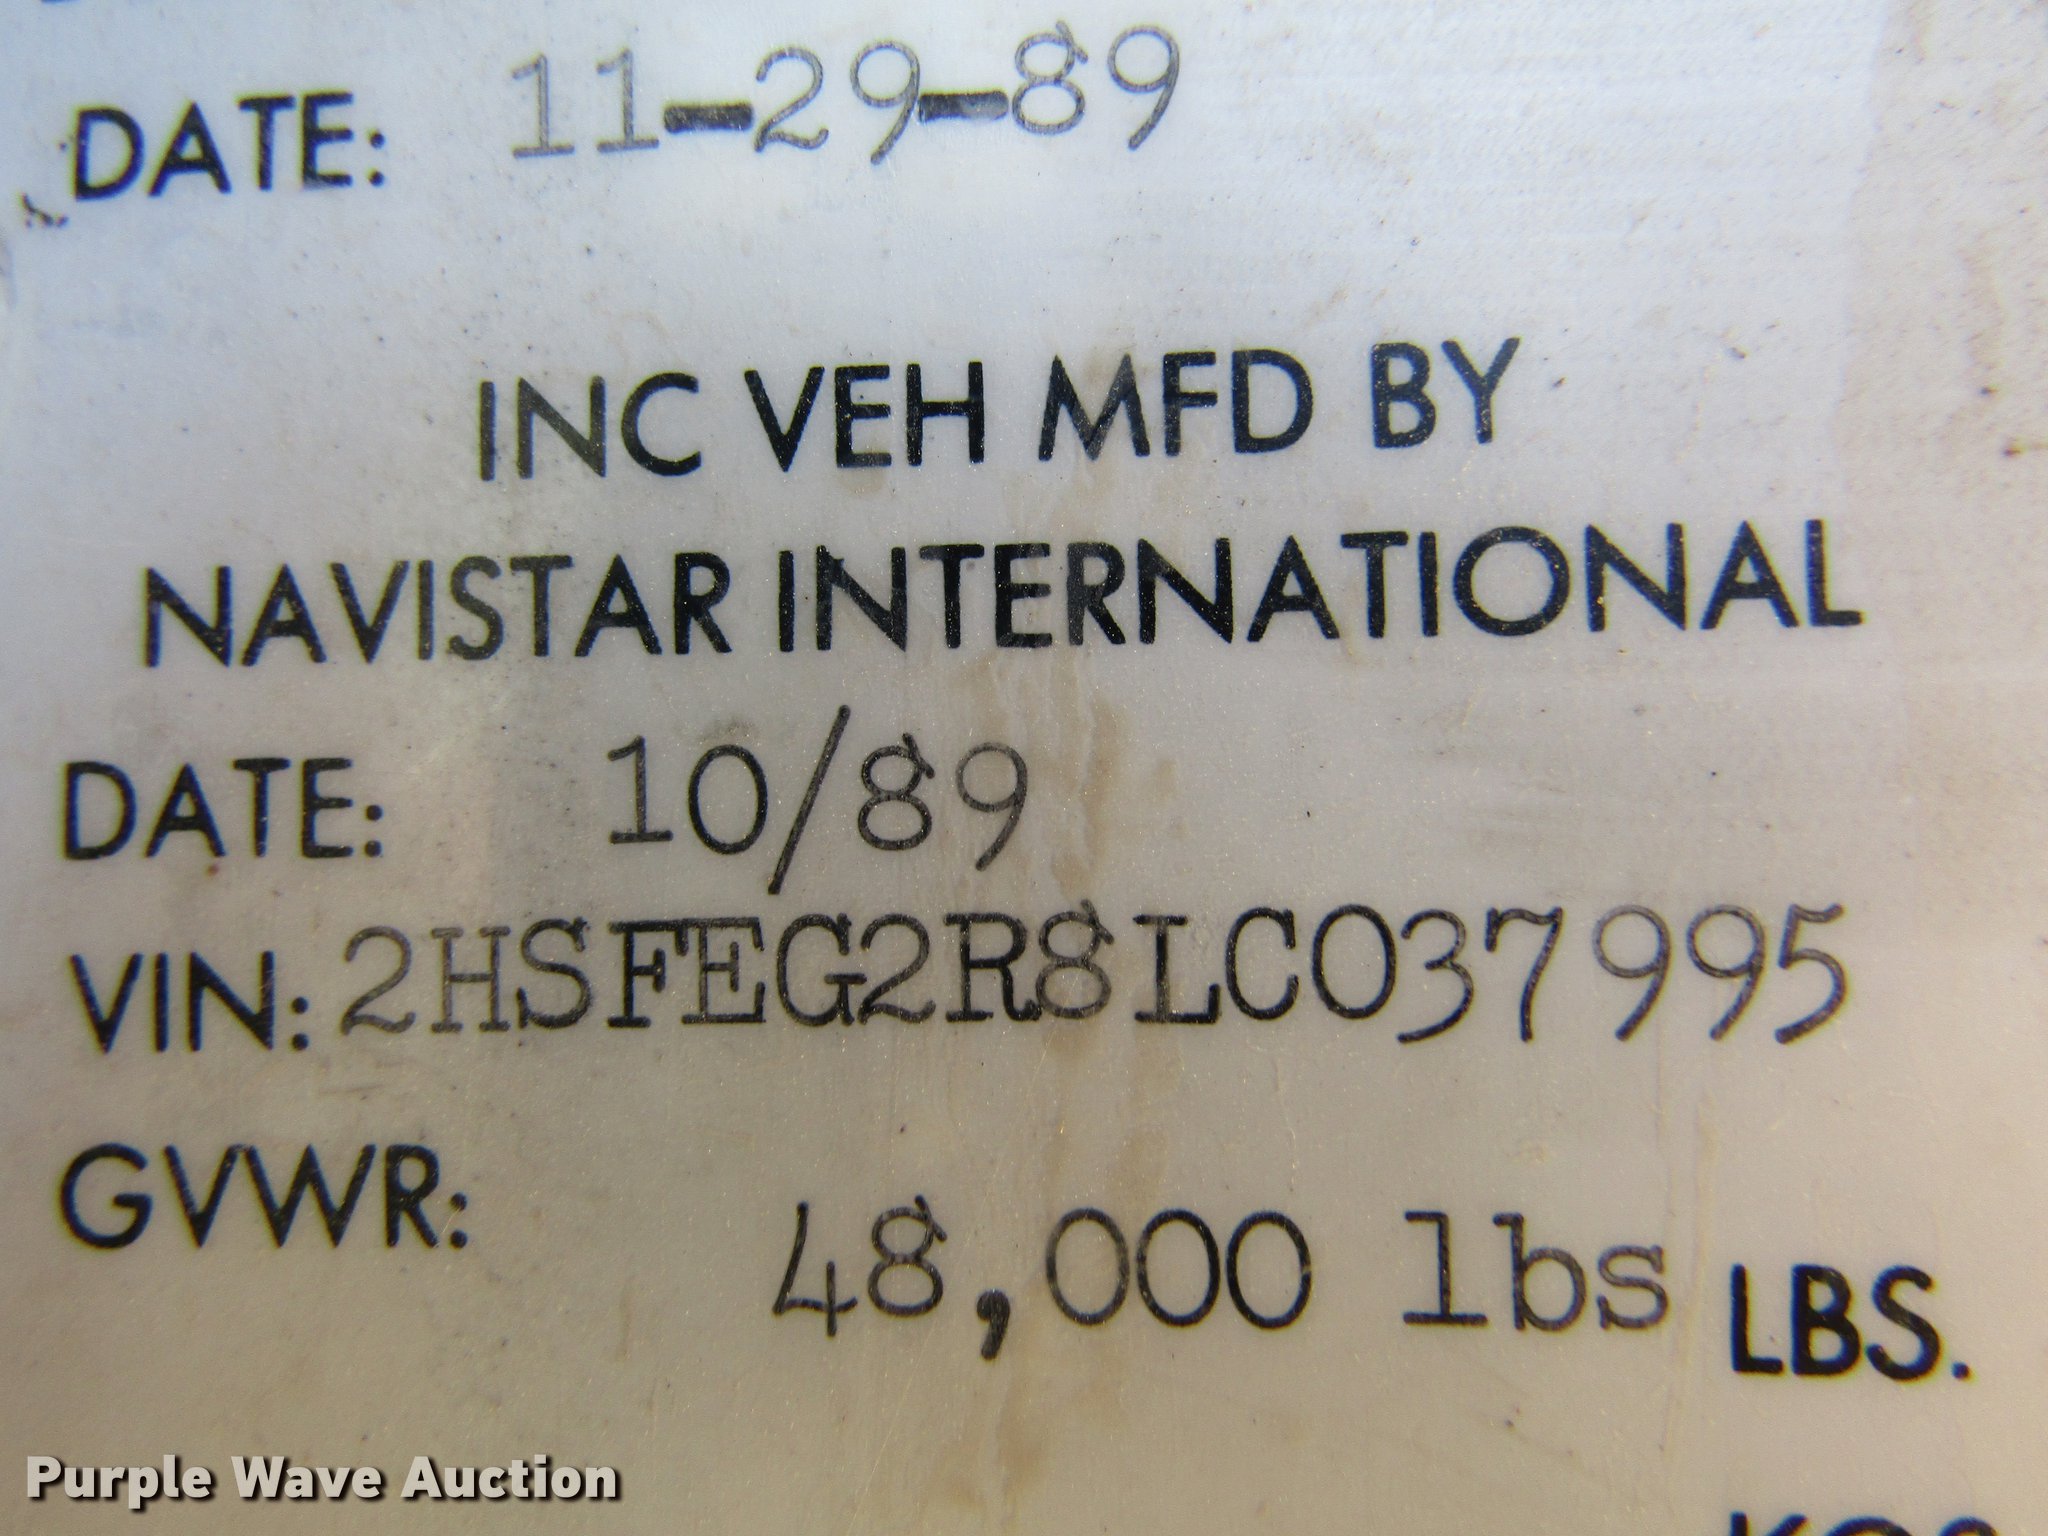 DATE: 11-29-89
INC VEH MFD BY
NAVISTAR INTERNATIONAL
DATE: 10/89
VIN: 2HSFEG2R8LC037995
GVWR: 48,000 lbs LBS.
Purple Wave Auction